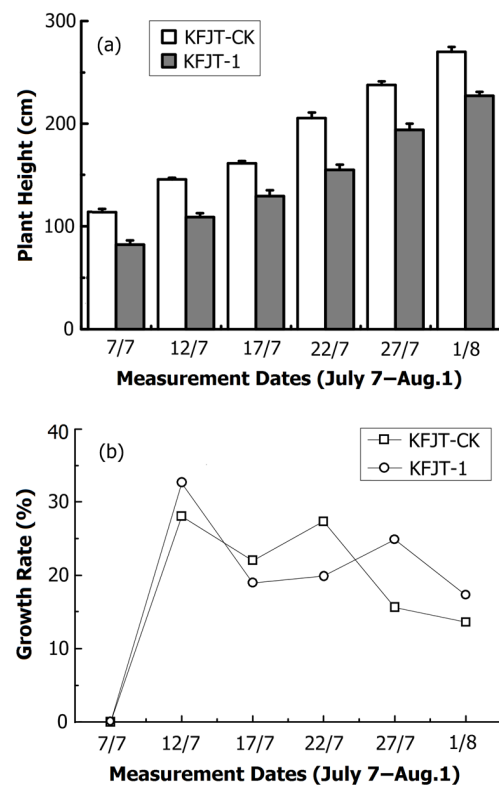 (a)
KFJT-CK
KFJT-1
Plant Height (cm)
300
200
100
0
7/7 12/7 17/7 22/7 27/7 1/8
Measurement Dates (July 7–Aug.1)
(b)
KFJT-CK
KFJT-1
Growth Rate (%)
40
30
20
10
0
7/7 12/7 17/7 22/7 27/7 1/8
Measurement Dates (July 7–Aug.1)